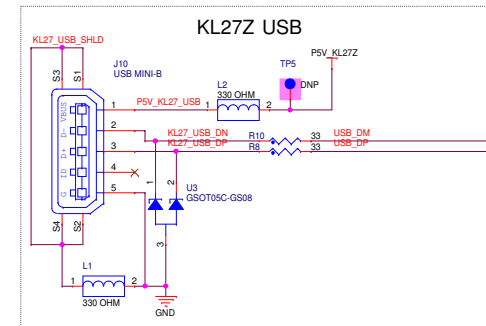 KL27Z USB
KL27_USB_SHLD
J10
USB MINI-B
TP5
P5V_KL27Z
DNP
S3
S1
L2
330 OHM
P5V_KL27_USB
1
1
2
VBUS
D-
D+
ID
G
2
KL27_USB_DN
R10
33
USB_DM
3
KL27_USB_DP
R8
33
USB_DP
4
5
1
2
U3
GSOT05C-GS08
S4
S2
3
L1
1
2
330 OHM
GND